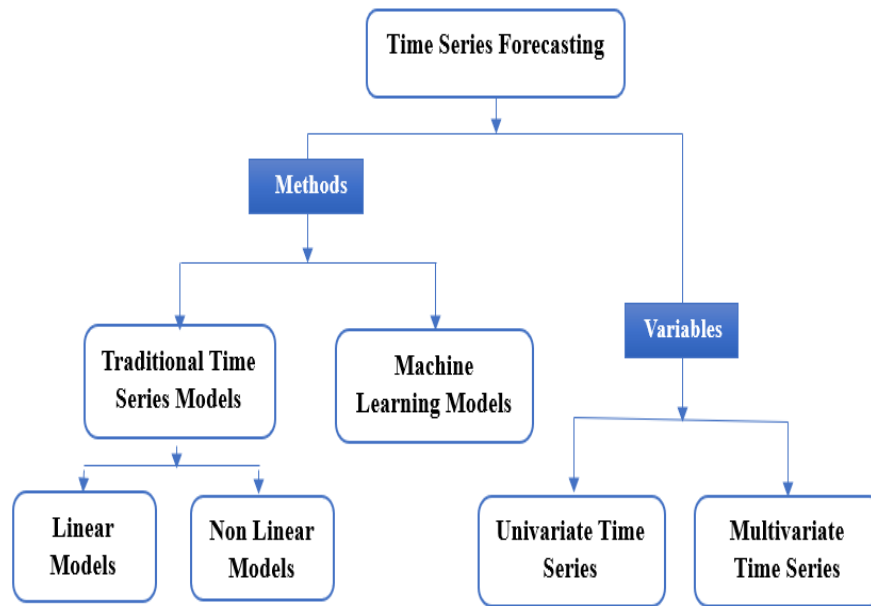 Time Series Forecasting
Methods
Variables
Traditional Time
Series Models
Machine
Learning Models
Linear
Models
Non Linear
Models
Univariate Time
Series
Multivariate
Time Series